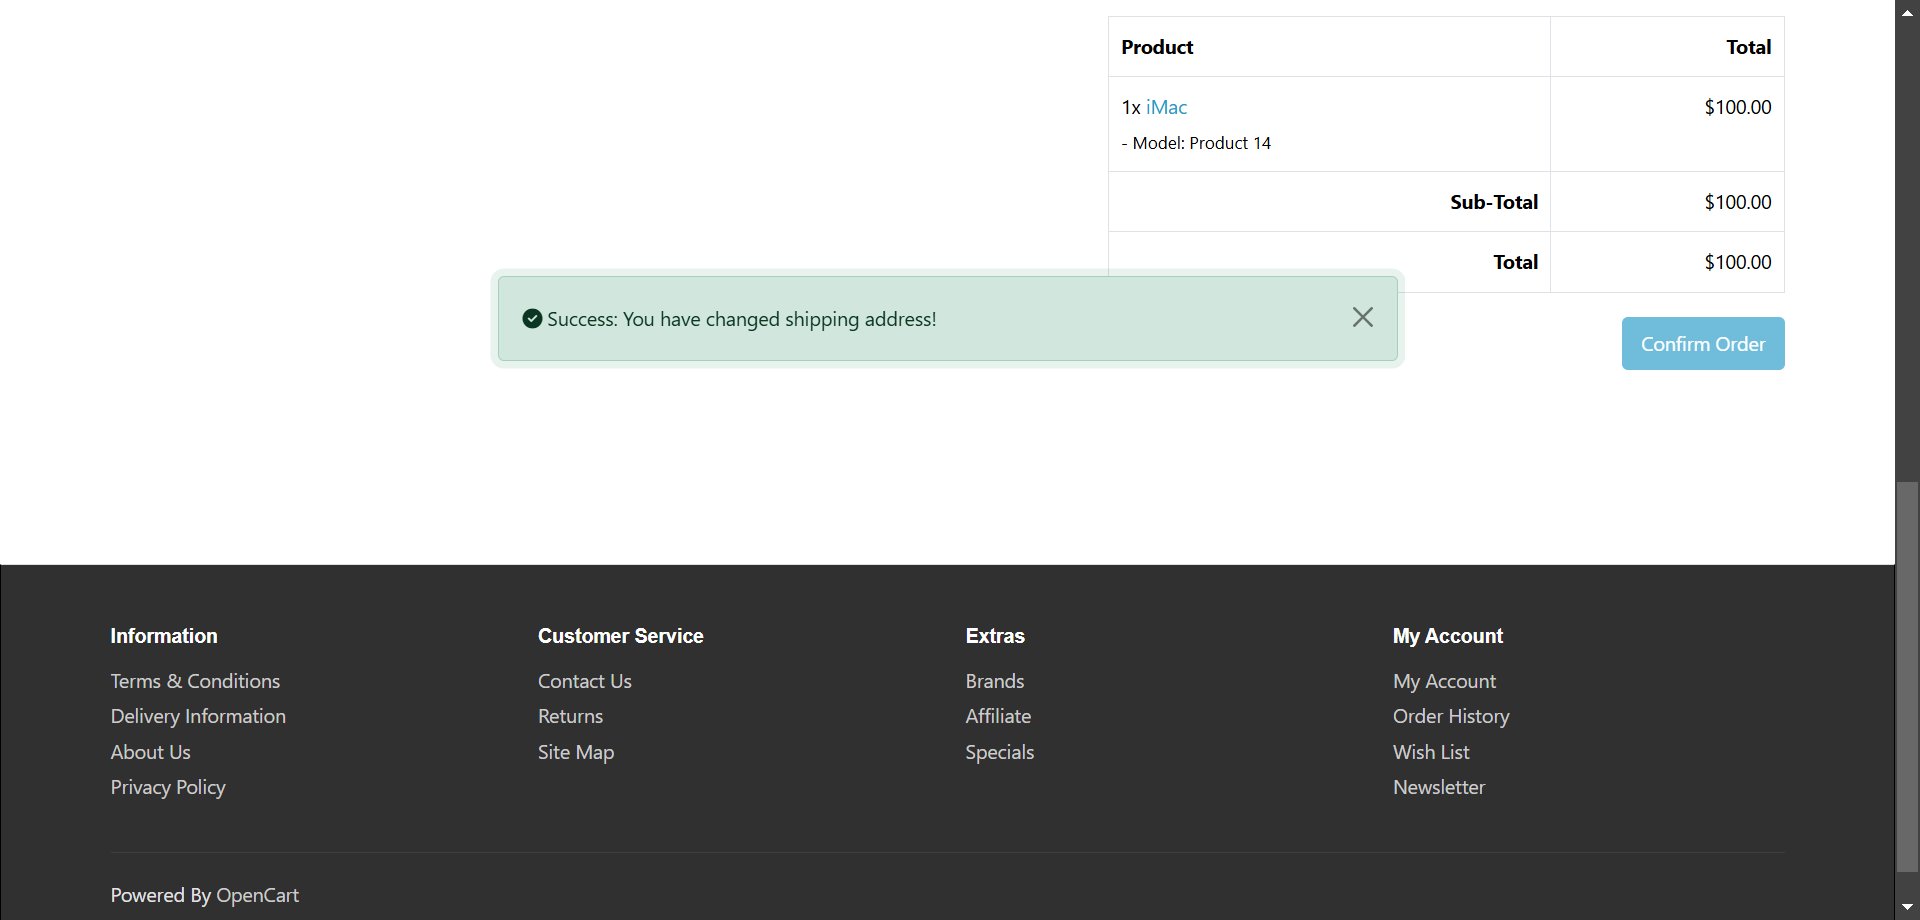 Product Total
1x iMac $100.00
- Model: Product 14
Sub-Total $100.00
Total $100.00
Success: You have changed shipping address!
Confirm Order
Information
Terms & Conditions
Delivery Information
About Us
Privacy Policy
Customer Service
Contact Us
Returns
Site Map
Extras
Brands
Affiliate
Specials
My Account
My Account
Order History
Wish List
Newsletter
Powered By OpenCart